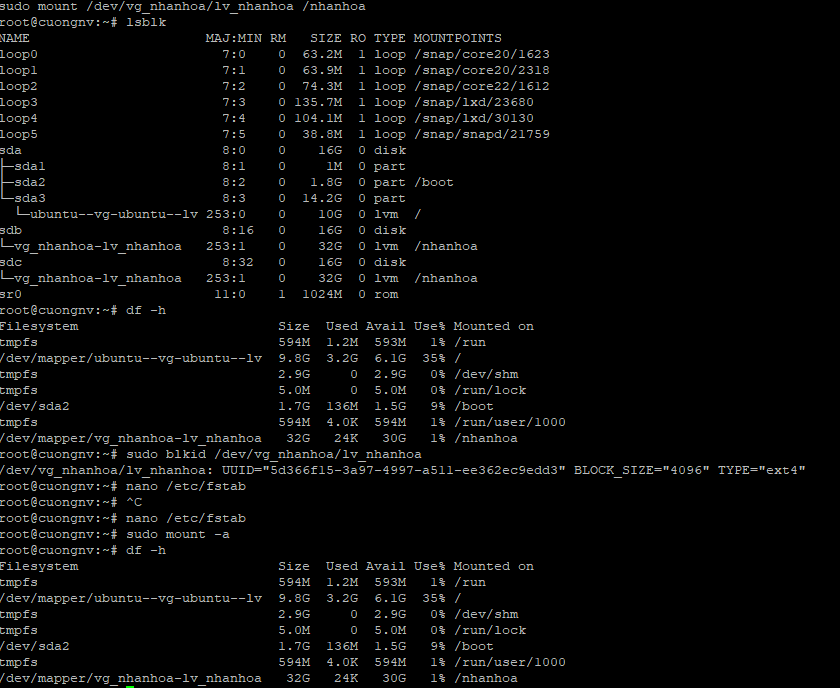 sudo mount /dev/vg_nhanhoa/lv_nhanhoa /nhanhoa
root@cuongnv:~# lsblk
NAME                      MAJ:MIN RM   SIZE RO TYPE MOUNTPOINTS
loop0                       7:0    0  63.2M  1 loop /snap/core20/1623
loop1                       7:1    0  63.9M  1 loop /snap/core20/2318
loop2                       7:2    0  74.3M  1 loop /snap/core22/1612
loop3                       7:3    0 135.7M  1 loop /snap/lxd/23680
loop4                       7:4    0 104.1M  1 loop /snap/lxd/30130
loop5                       7:5    0  38.8M  1 loop /snap/snapd/21759
sda                         8:0    0    16G  0 disk
├─sda1                      8:1    0     1M  0 part
├─sda2                      8:2    0   1.8G  0 part /boot
└─sda3                      8:3    0  14.2G  0 part
  └─ubuntu--vg-ubuntu--lv 253:0    0    10G  0 lvm  /
sdb                         8:16   0    16G  0 disk
└─vg_nhanhoa-lv_nhanhoa   253:1    0    32G  0 lvm  /nhanhoa
sdc                         8:32   0    16G  0 disk
└─vg_nhanhoa-lv_nhanhoa   253:1    0    32G  0 lvm  /nhanhoa
sr0                        11:0    1  1024M  0 rom
root@cuongnv:~# df -h
Filesystem                         Size  Used Avail Use% Mounted on
tmpfs                              594M  1.2M  593M   1% /run
/dev/mapper/ubuntu--vg-ubuntu--lv  9.8G  3.2G  6.1G  35% /
tmpfs                              2.9G     0  2.9G   0% /dev/shm
tmpfs                              5.0M     0  5.0M   0% /run/lock
/dev/sda2                          1.7G  136M  1.5G   9% /boot
tmpfs                              594M  4.0K  594M   1% /run/user/1000
/dev/mapper/vg_nhanhoa-lv_nhanhoa   32G   24K   30G   1% /nhanhoa
root@cuongnv:~# sudo blkid /dev/vg_nhanhoa/lv_nhanhoa
/dev/vg_nhanhoa/lv_nhanhoa: UUID="5d366f15-3a97-4997-a511-ee362ec9edd3" BLOCK_SIZE="4096" TYPE="ext4"
root@cuongnv:~# nano /etc/fstab
root@cuongnv:~# ^C
root@cuongnv:~# nano /etc/fstab
root@cuongnv:~# sudo mount -a
root@cuongnv:~# df -h
Filesystem                         Size  Used Avail Use% Mounted on
tmpfs                              594M  1.2M  593M   1% /run
/dev/mapper/ubuntu--vg-ubuntu--lv  9.8G  3.2G  6.1G  35% /
tmpfs                              2.9G     0  2.9G   0% /dev/shm
tmpfs                              5.0M     0  5.0M   0% /run/lock
/dev/sda2                          1.7G  136M  1.5G   9% /boot
tmpfs                              594M  4.0K  594M   1% /run/user/1000
/dev/mapper/vg_nhanhoa-lv_nhanhoa   32G   24K   30G   1% /nhanhoa